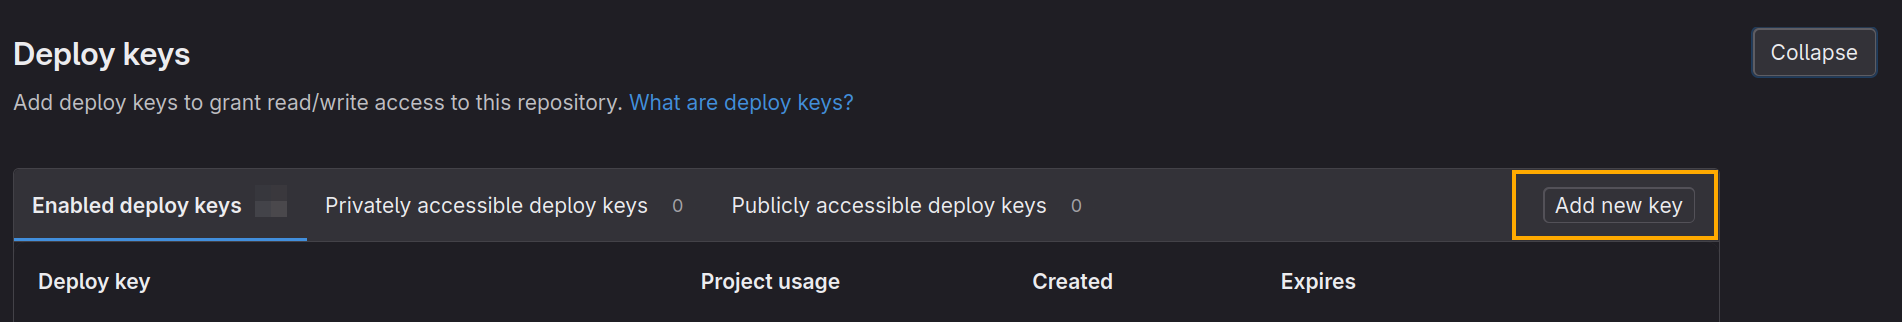 Deploy keys
Collapse
Add deploy keys to grant read/write access to this repository. What are deploy keys?
Enabled deploy keys Privately accessible deploy keys 0 Publicly accessible deploy keys 0 Add new key
Deploy key Project usage Created Expires